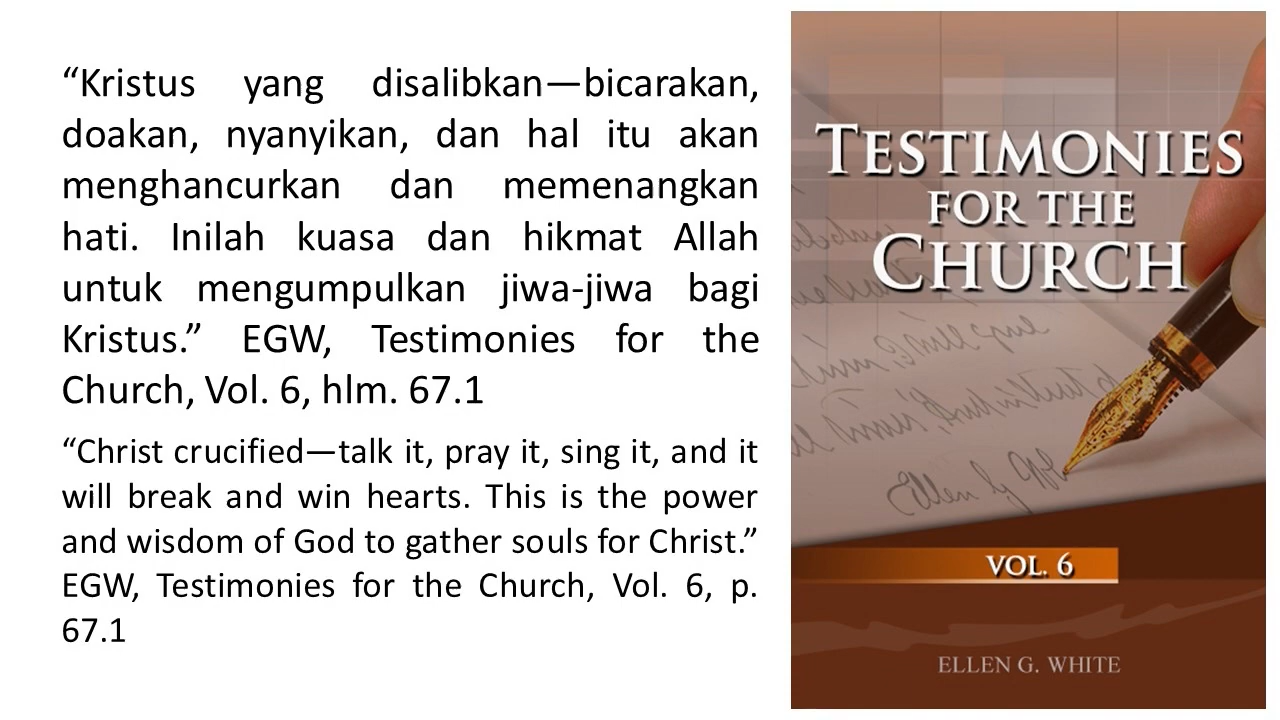 “Kristus yang disalibkan—bicarakan,
doakan, nyanyikan, dan hal itu akan
menghancurkan dan memenangkan
hati. Inilah kuasa dan hikmat Allah
untuk mengumpulkan jiwa-jiwa bagi
Kristus.” EGW, Testimonies for the
Church, Vol. 6, hlm. 67.1
“Christ crucified—talk it, pray it, sing it, and it
will break and win hearts. This is the power
and wisdom of God to gather souls for Christ.”
EGW, Testimonies for the Church, Vol. 6, p.
67.1
TESTIMONIES
FOR THE
CHURCH
VOL. 6
ELLEN G. WHITE